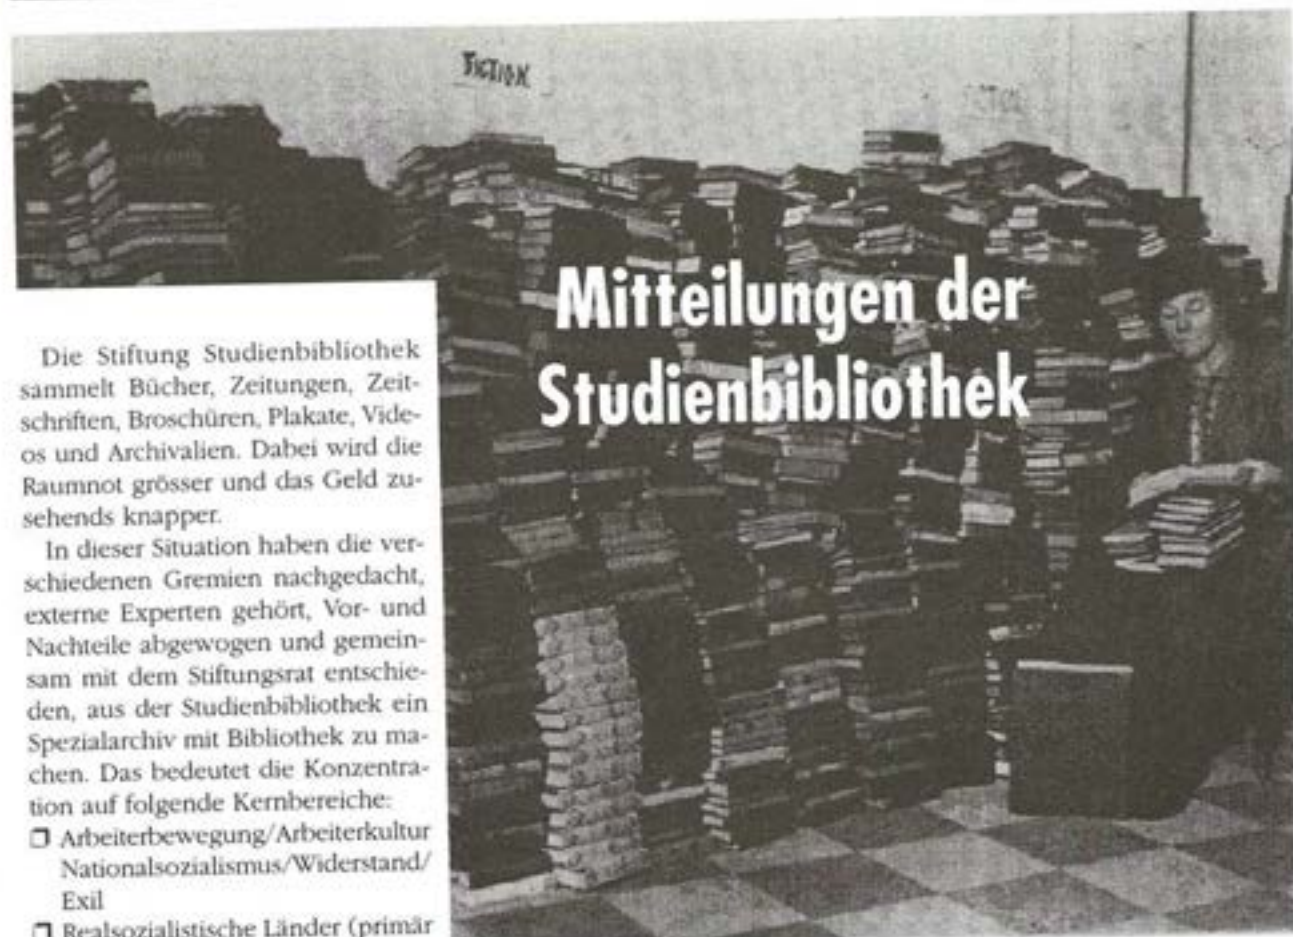 FICTION
Mitteilungen der
Studienbibliothek
Die Stiftung Studienbibliothek
sammelt Bücher, Zeitungen, Zeit-
schriften, Broschüren, Plakate, Vide-
os und Archivalien. Dabei wird die
Raumnot grösser und das Geld zu-
sehends knapper.
In dieser Situation haben die ver-
schiedenen Gremien nachgedacht,
externe Experten gehört, Vor- und
Nachteile abgewogen und gemein-
sam mit dem Stiftungsrat entschie-
den, aus der Studienbibliothek ein
Spezialarchiv mit Bibliothek zu ma-
chen. Das bedeutet die Konzentra-
tion auf folgende Kernbereiche:
❐ Arbeiterbewegung/Arbeiterkultur
Nationalsozialismus/Widerstand/
Exil
❐ Realsozialistische Länder (primär